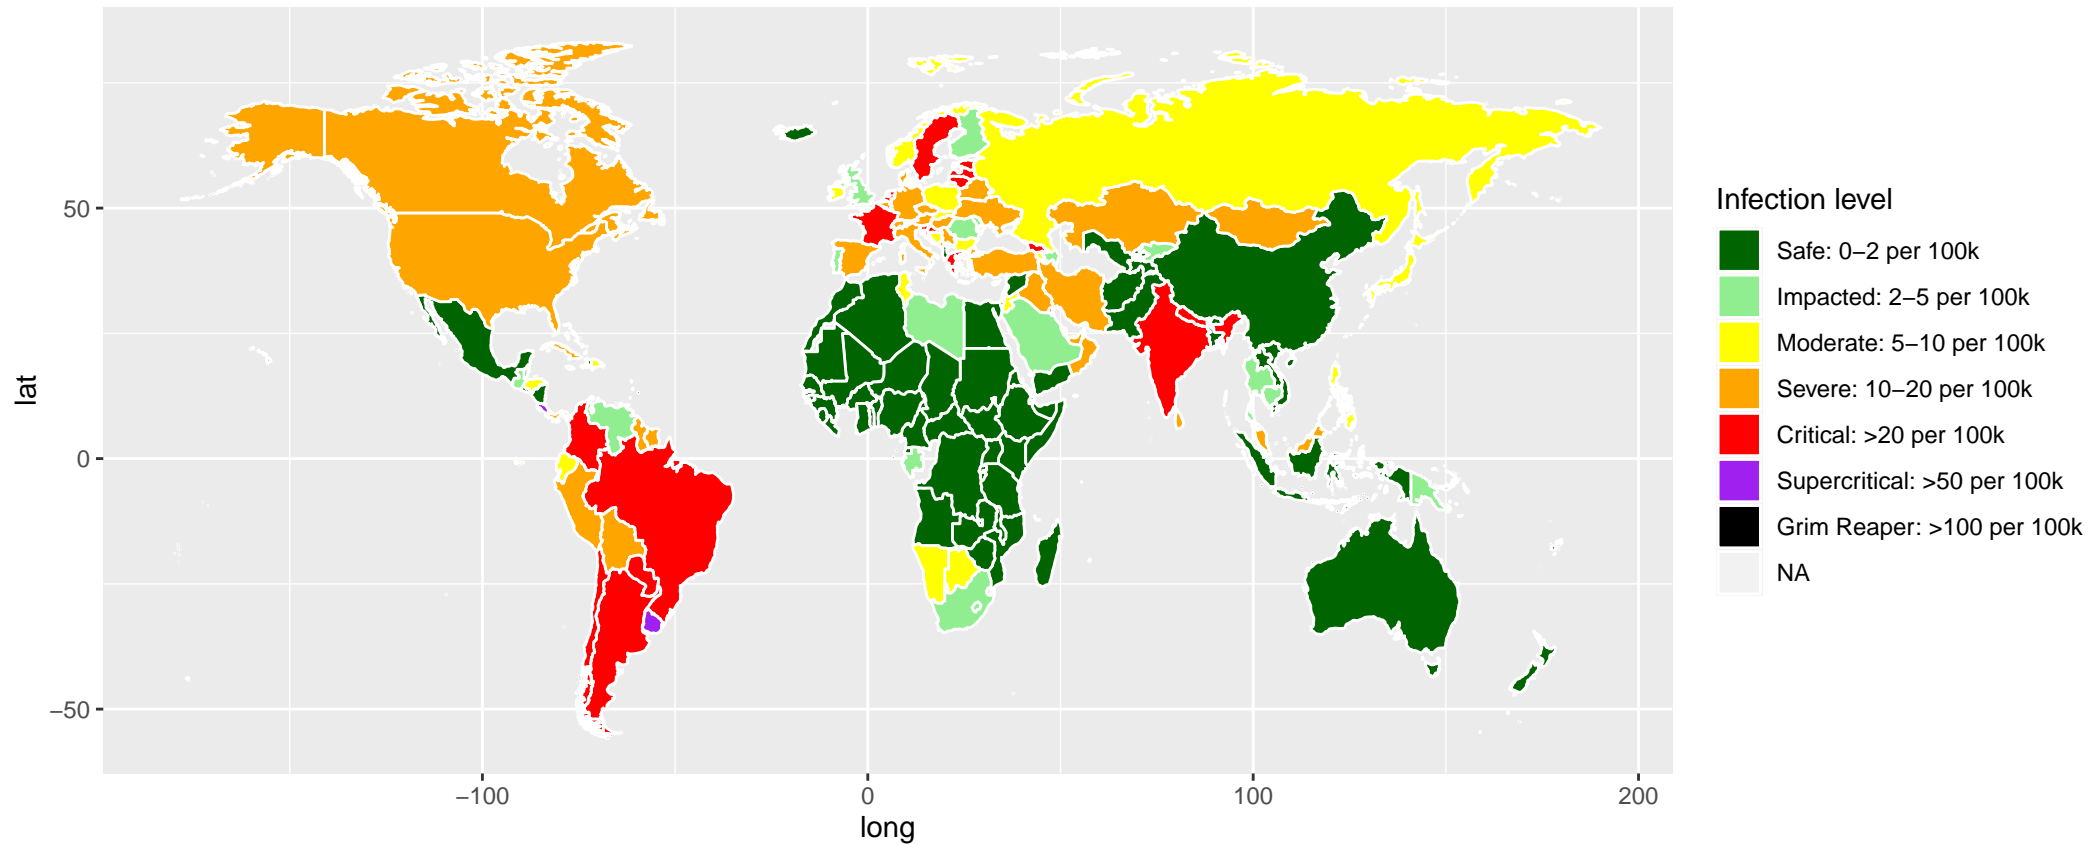 Infection level
Safe: 0–2 per 100k
Impacted: 2–5 per 100k
Moderate: 5–10 per 100k
Severe: 10–20 per 100k
Critical: >20 per 100k
Supercritical: >50 per 100k
Grim Reaper: >100 per 100k
NA
lat
50
0
−50
−100
0
100
200
long